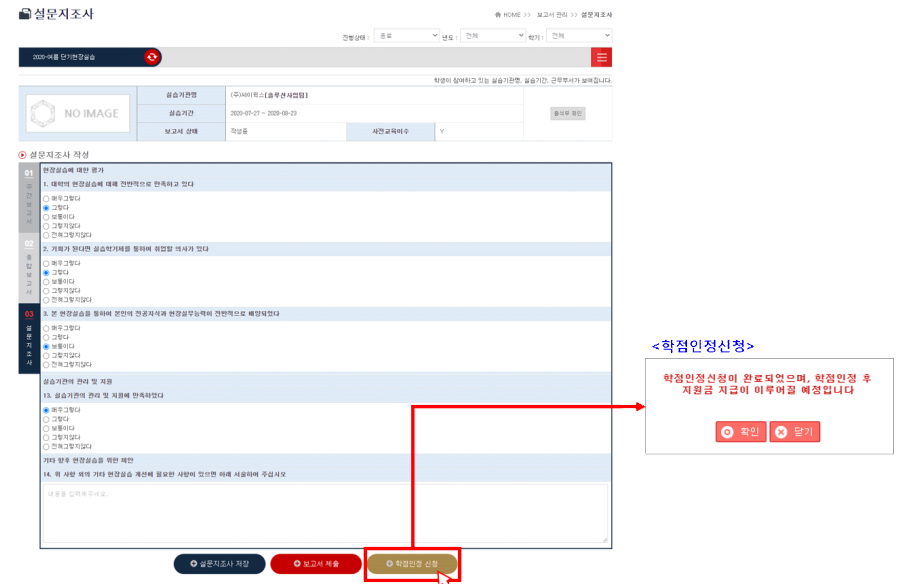 설문지조사
HOME >> 보고서 관리 >> 설문지조사
진행상태 : 종료 년도 : 전체 학기 : 전체
2020-여름 단기현장실습
학생이 참여하고 있는 실습기관명, 실습기간, 근무부서가 보여집니다.
NO IMAGE
실습기관명 (주)싸이웍스[솔루션사업팀]
실습기간 2020-07-27 ~ 2020-08-23
출석부 확인
보고서 상태 작성중 사전교육이수 Y
설문지조사 작성
01 주간보고서
02 종합보고서
03 설문지조사
현장실습에 대한 평가
1. 대학의 현장실습에 대해 전반적으로 만족하고 있다
매우그렇다
그렇다
보통이다
그렇지않다
전혀그렇지않다
2. 기회가 된다면 실습학기제를 통하여 취업할 의사가 있다
매우그렇다
그렇다
보통이다
그렇지않다
전혀그렇지않다
3. 본 현장실습을 통하여 본인의 전공지식과 현장실무능력이 전반적으로 배양되었다
매우그렇다
그렇다
보통이다
그렇지않다
전혀그렇지않다
실습기관의 관리 및 지원
13. 실습기관의 관리 및 지원에 만족하였다
매우그렇다
그렇다
보통이다
그렇지않다
전혀그렇지않다
기타 향후 현장실습을 위한 제안
14. 위 사항 외의 기타 현장실습 개선에 필요한 사항이 있으면 아래 서술하여 주십시오
내용을 입력해주세요.
설문지조사 저장
보고서 제출
학점인정 신청
<학점인정신청>
학점인정신청이 완료되었으며, 학점인정 후
지원금 지급이 이루어질 예정입니다
확인 닫기